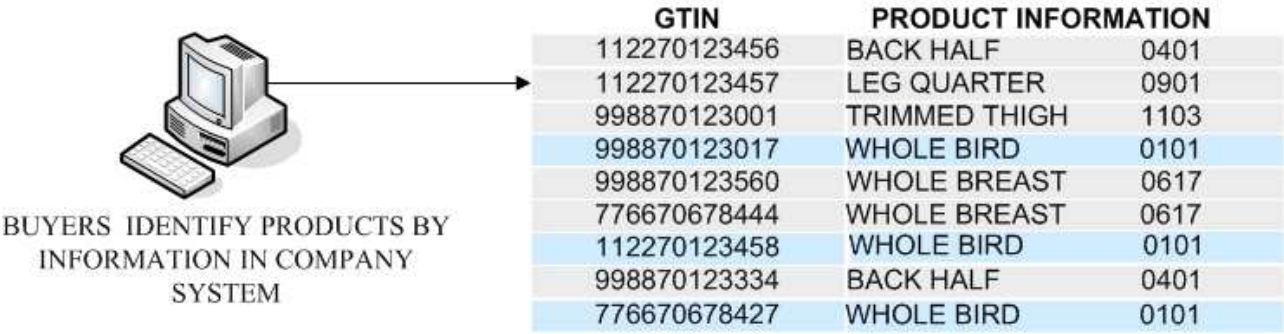 GTIN PRODUCT INFORMATION
112270123456 BACK HALF 0401
112270123457 LEG QUARTER 0901
998870123001 TRIMMED THIGH 1103
998870123017 WHOLE BIRD 0101
998870123560 WHOLE BREAST 0617
776670678444 WHOLE BREAST 0617
112270123458 WHOLE BIRD 0101
998870123334 BACK HALF 0401
776670678427 WHOLE BIRD 0101
BUYERS IDENTIFY PRODUCTS BY
INFORMATION IN COMPANY
SYSTEM